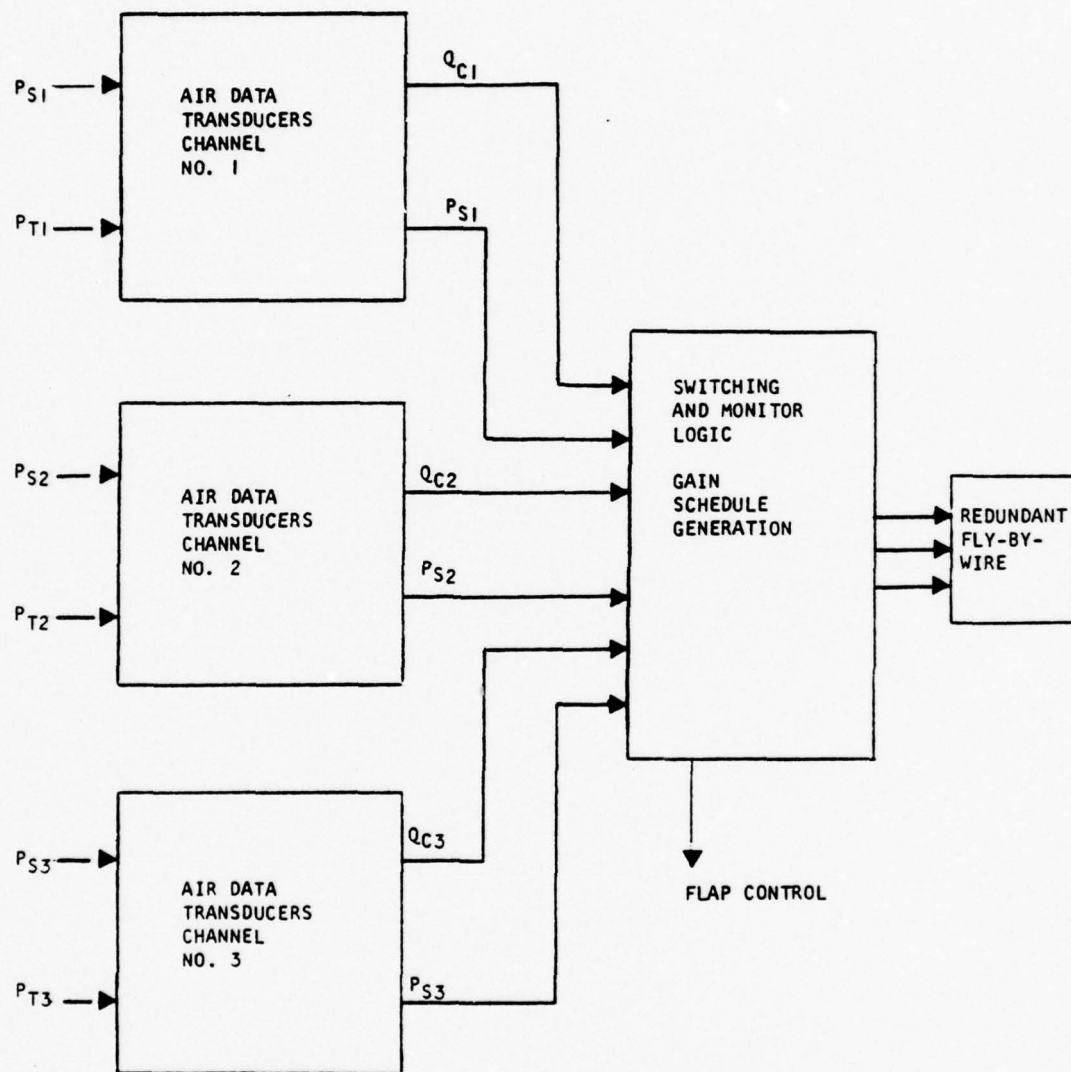 P_S1
AIR DATA
TRANSDUCERS
CHANNEL
NO. 1
P_T1
Q_C1
P_S1
P_S2
AIR DATA
TRANSDUCERS
CHANNEL
NO. 2
P_T2
Q_C2
P_S2
P_S3
AIR DATA
TRANSDUCERS
CHANNEL
NO. 3
P_T3
Q_C3
P_S3
SWITCHING
AND MONITOR
LOGIC
GAIN
SCHEDULE
GENERATION
REDUNDANT
FLY-BY-
WIRE
FLAP CONTROL